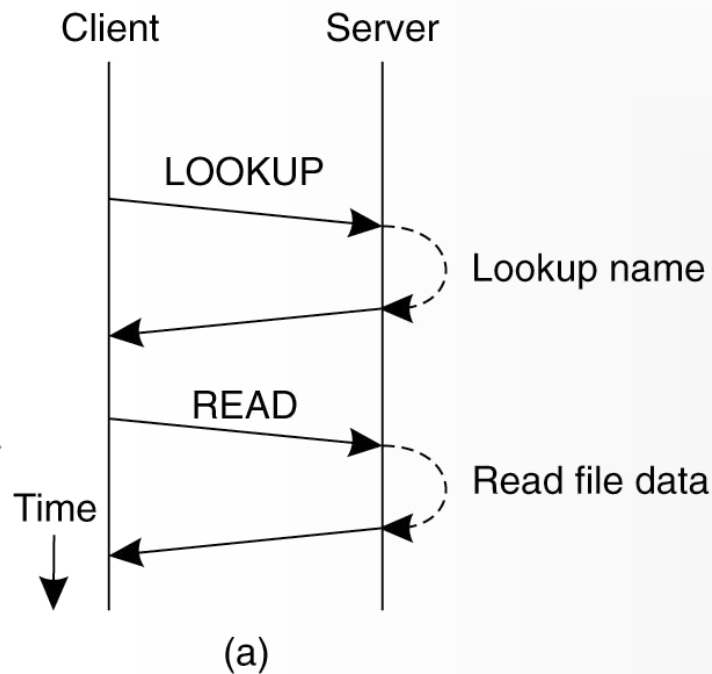 Client
Server
LOOKUP
Lookup name
READ
Read file data
Time
(a)